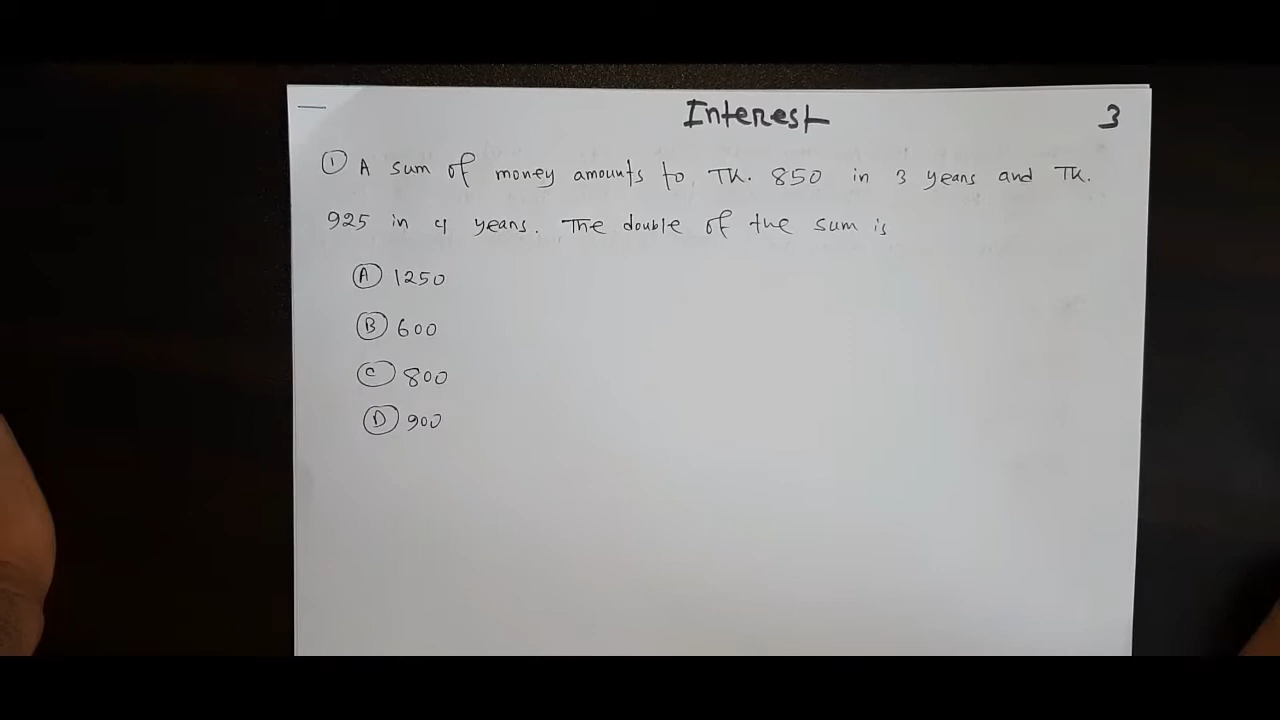 Interest
3
① A sum of money amounts to Tk. 850 in 3 years and Tk.
925 in 4 years. The double of the sum is
Ⓐ 1250
Ⓑ 600
Ⓒ 800
Ⓓ 900